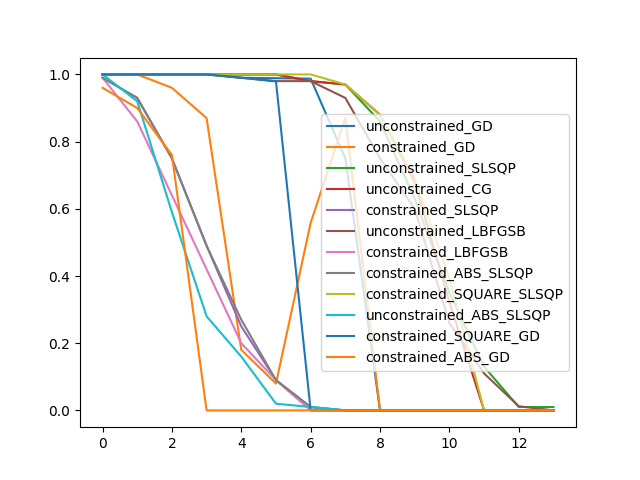 1.0
0.8
0.6
0.4
0.2
0.0
0 2 4 6 8 10 12
unconstrained_GD
constrained_GD
unconstrained_SLSQP
unconstrained_CG
constrained_SLSQP
unconstrained_LBFGSB
constrained_LBFGSB
constrained_ABS_SLSQP
constrained_SQUARE_SLSQP
unconstrained_ABS_SLSQP
constrained_SQUARE_GD
constrained_ABS_GD